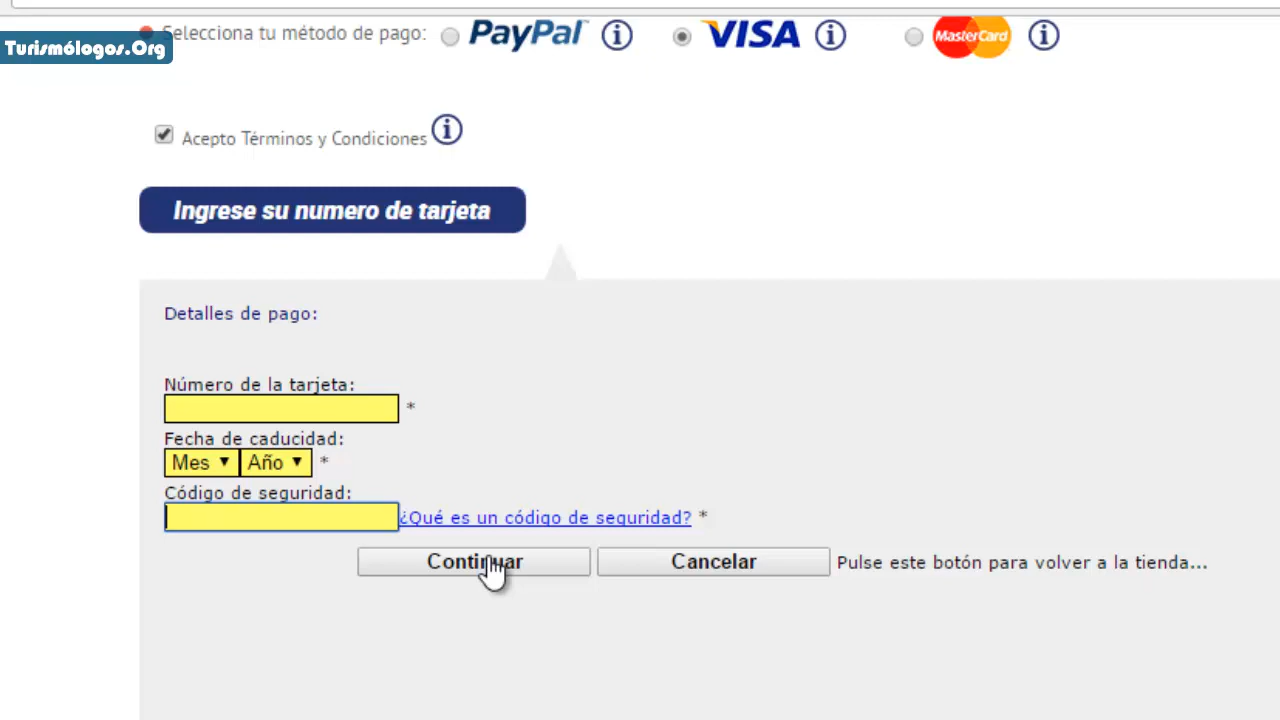 Selecciona tu método de pago: PayPal i VISA i MasterCard i
Turismólogos.Org
Acepto Términos y Condiciones i
Ingrese su numero de tarjeta
Detalles de pago:
Número de la tarjeta:
*
Fecha de caducidad:
Mes Año *
Código de seguridad:
¿Qué es un código de seguridad? *
Continuar Cancelar Pulse este botón para volver a la tienda...